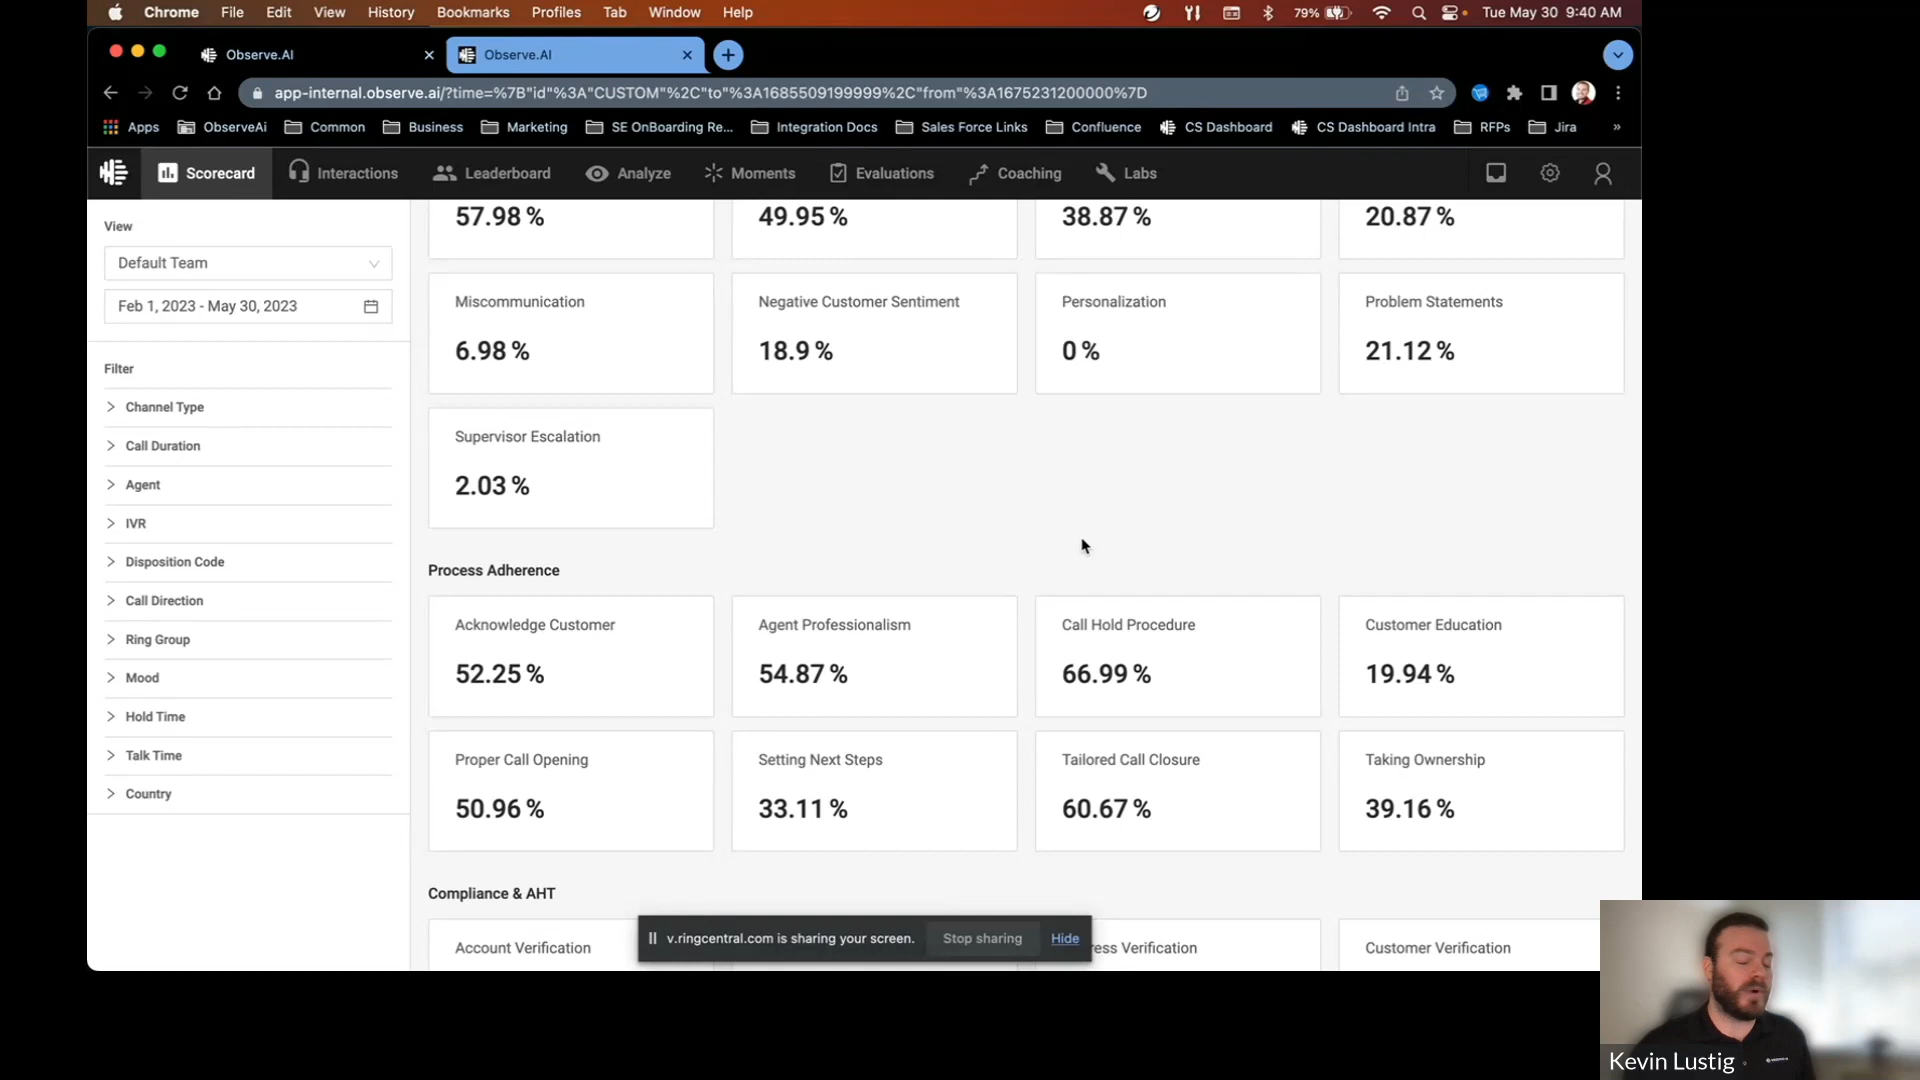 Chrome File Edit View History Bookmarks Profiles Tab Window Help 79% Tue May 30 9:40 AM
Observe.AI Observe.AI
app-internal.observe.ai/?time=%7B"id"%3A"CUSTOM"%2C"to"%3A1685509199999%2C"from"%3A1675231200000%7D
Apps ObserveAi Common Business Marketing SE OnBoarding Re... Integration Docs Sales Force Links Confluence CS Dashboard CS Dashboard Intra RFPs Jira »
Scorecard Interactions Leaderboard Analyze Moments Evaluations Coaching Labs
View
Default Team
Feb 1, 2023 - May 30, 2023
Filter
Channel Type
Call Duration
Agent
IVR
Disposition Code
Call Direction
Ring Group
Mood
Hold Time
Talk Time
Country
57.98 % 49.95 % 38.87 % 20.87 %
Miscommunication Negative Customer Sentiment Personalization Problem Statements
6.98 % 18.9 % 0 % 21.12 %
Supervisor Escalation
2.03 %
Process Adherence
Acknowledge Customer Agent Professionalism Call Hold Procedure Customer Education
52.25 % 54.87 % 66.99 % 19.94 %
Proper Call Opening Setting Next Steps Tailored Call Closure Taking Ownership
50.96 % 33.11 % 60.67 % 39.16 %
Compliance & AHT
Account Verification ress Verification Customer Verification
v.ringcentral.com is sharing your screen. Stop sharing Hide
Kevin Lustig